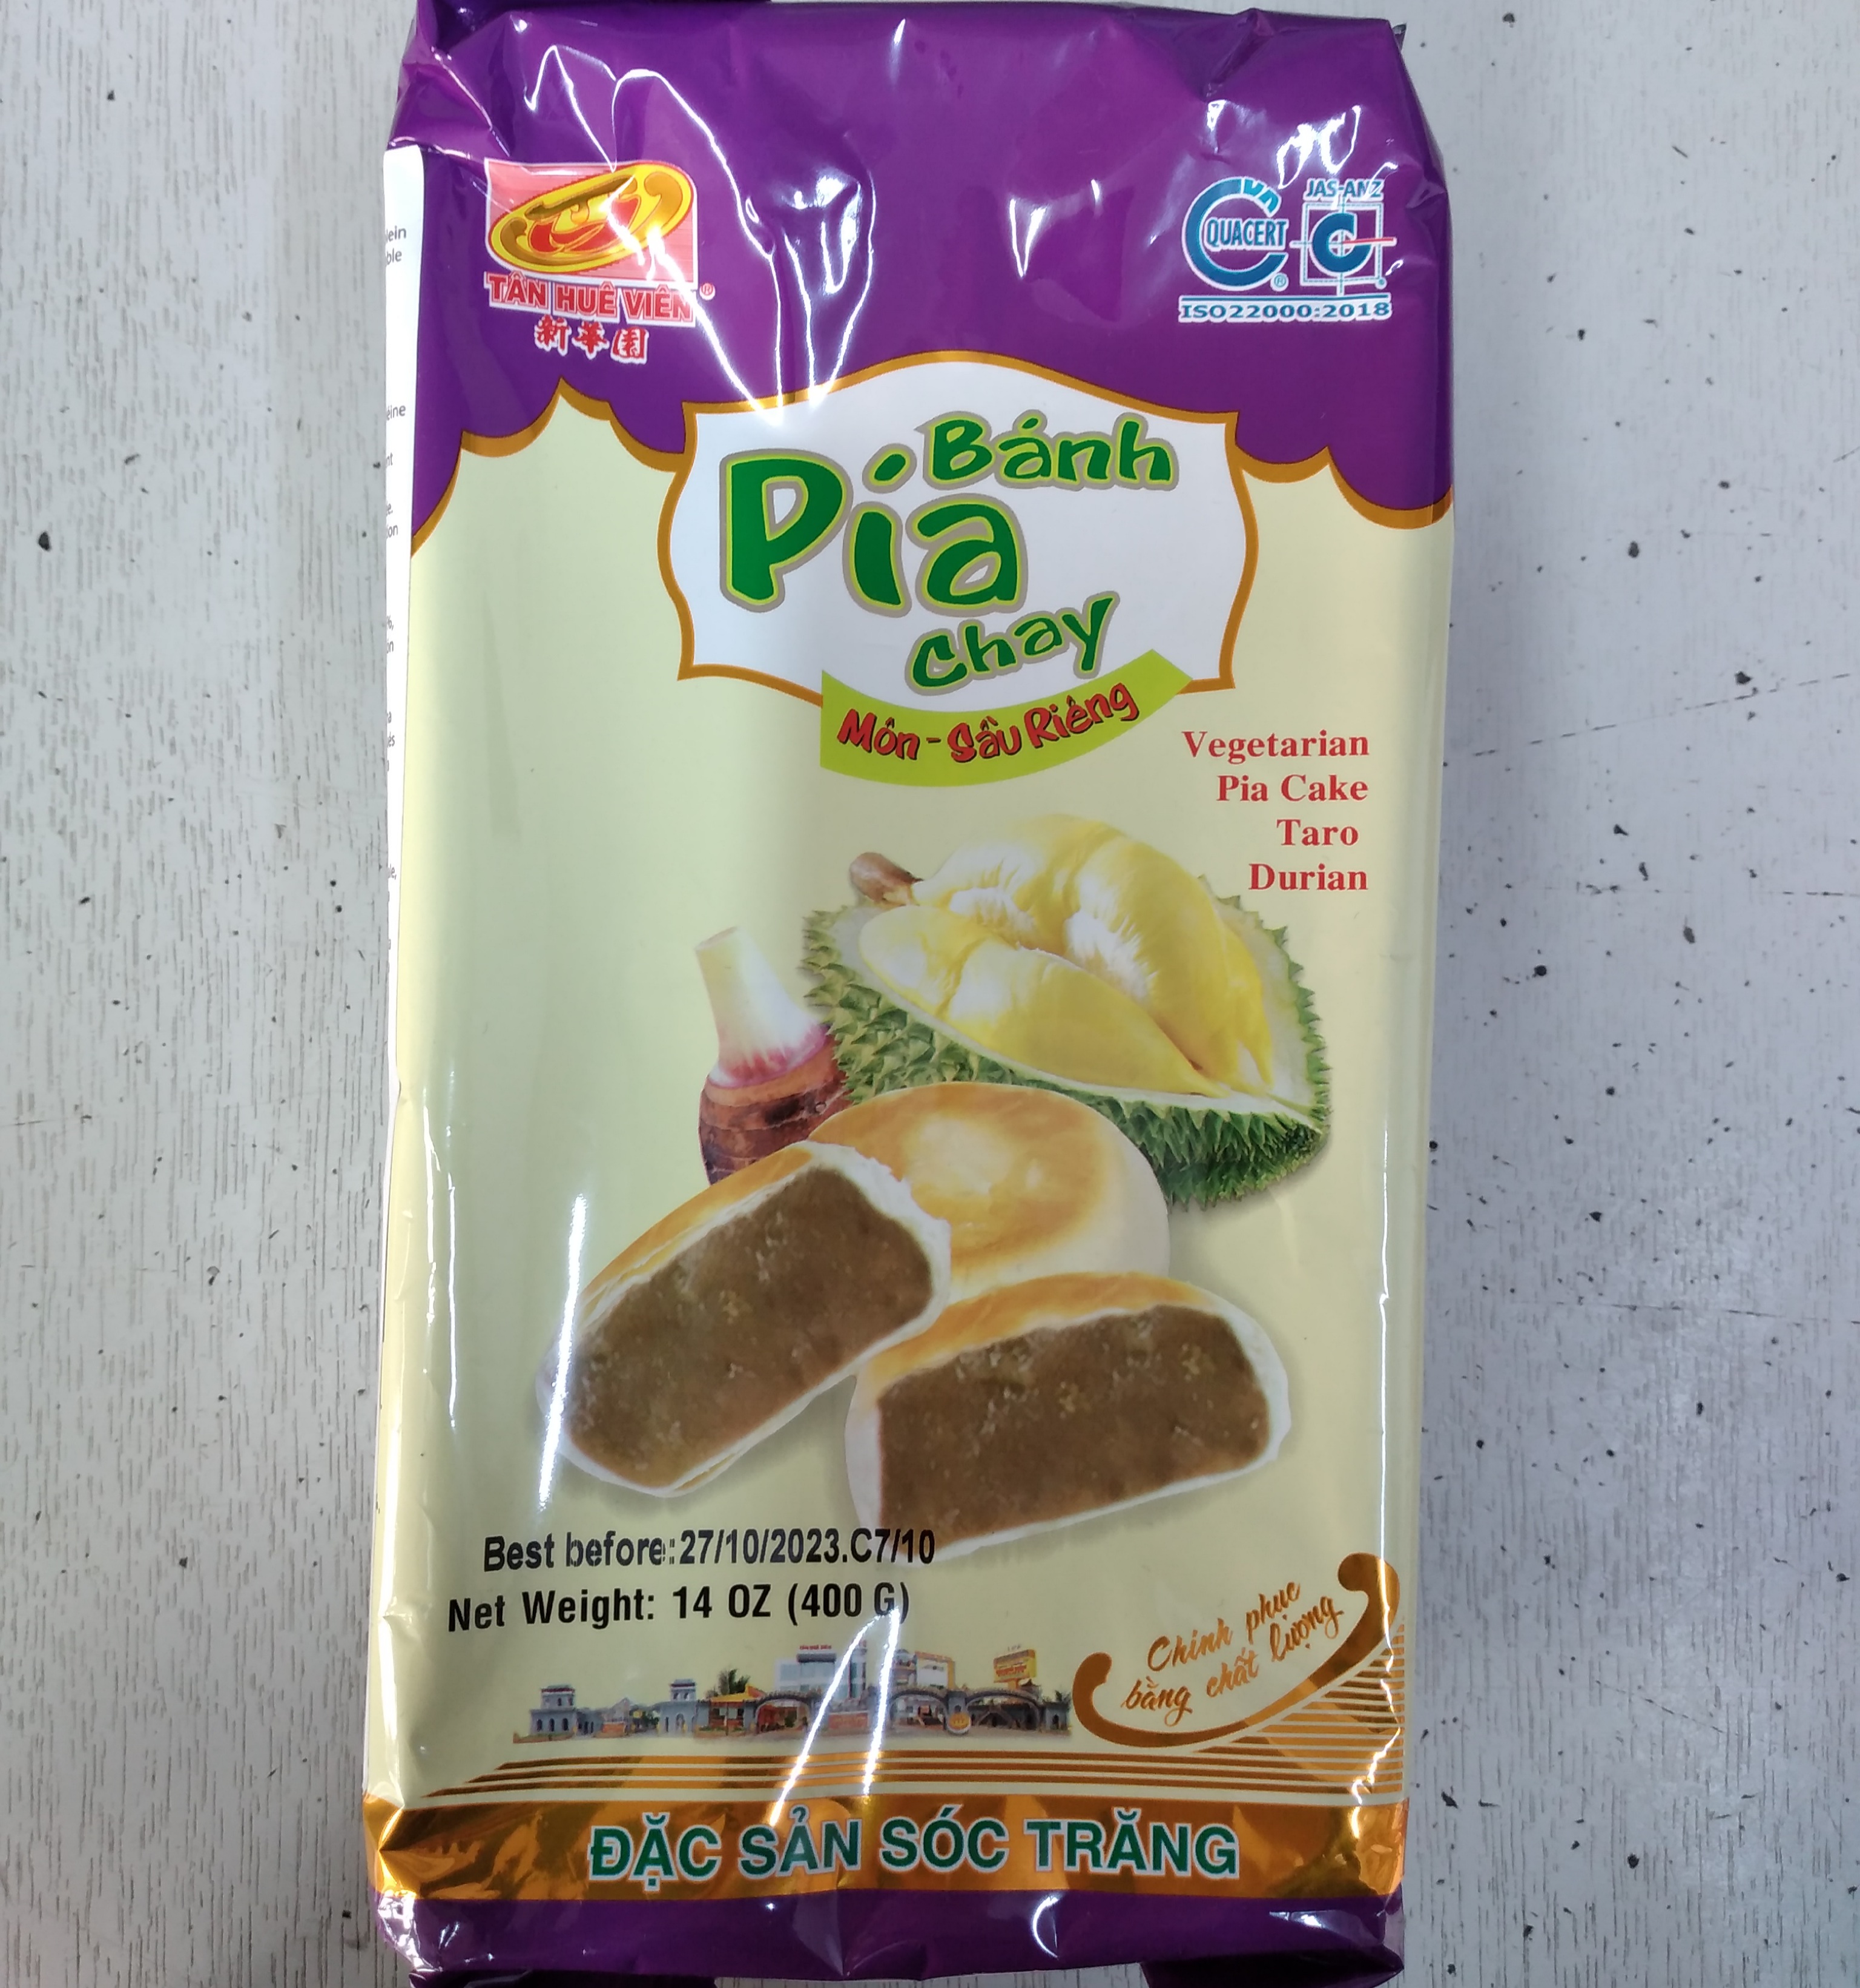 TÂN HUÊ VIÊN®
新華園
VN
QUACERT
®
JAS-ANZ
C
ISO22000:2018
Bánh
Pía
Chay
Môn - Sầu Riêng
Vegetarian
Pia Cake
Taro
Durian
Best before:27/10/2023.C7/10
Net Weight: 14 OZ (400 G)
Chinh phục
bằng chất lượng
ĐẶC SẢN SÓC TRĂNG